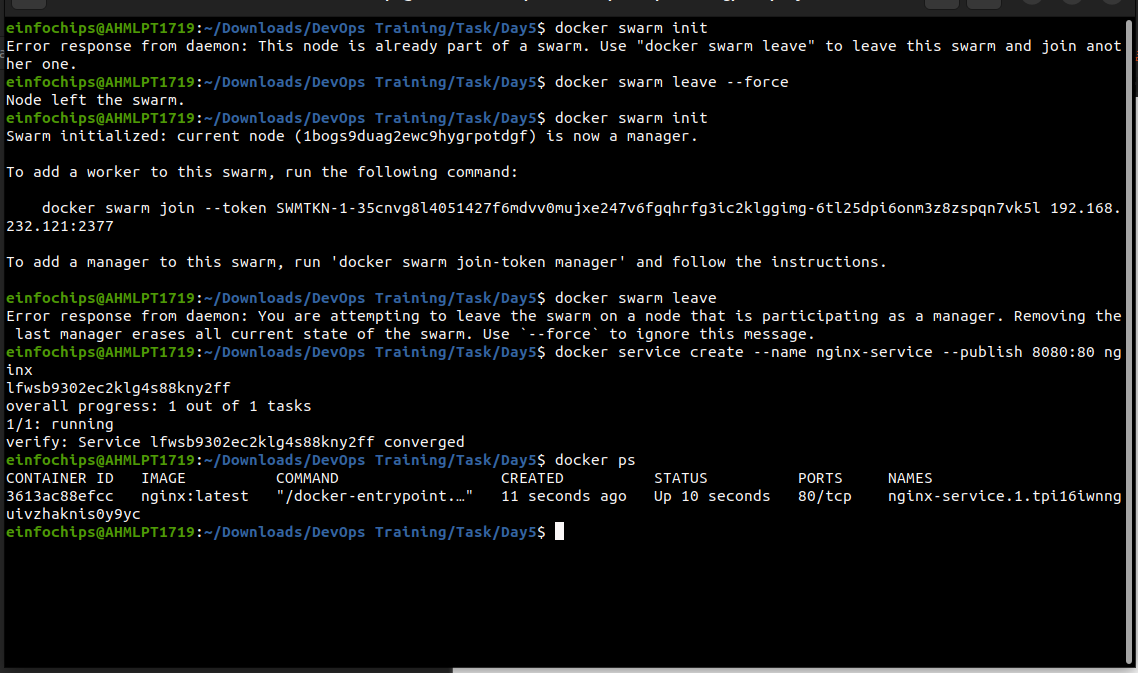 einfochips@AHMLPT1719:~/Downloads/DevOps Training/Task/Day5$ docker swarm init
Error response from daemon: This node is already part of a swarm. Use "docker swarm leave" to leave this swarm and join anot
her one.
einfochips@AHMLPT1719:~/Downloads/DevOps Training/Task/Day5$ docker swarm leave --force
Node left the swarm.
einfochips@AHMLPT1719:~/Downloads/DevOps Training/Task/Day5$ docker swarm init
Swarm initialized: current node (1bogs9duag2ewc9hygrpotdgf) is now a manager.

To add a worker to this swarm, run the following command:

    docker swarm join --token SWMTKN-1-35cnvg8l4051427f6mdvv0mujxe247v6fgqhrfg3ic2klggimg-6tl25dpi6onm3z8zspqn7vk5l 192.168.
232.121:2377

To add a manager to this swarm, run 'docker swarm join-token manager' and follow the instructions.

einfochips@AHMLPT1719:~/Downloads/DevOps Training/Task/Day5$ docker swarm leave
Error response from daemon: You are attempting to leave the swarm on a node that is participating as a manager. Removing the
 last manager erases all current state of the swarm. Use `--force` to ignore this message.
einfochips@AHMLPT1719:~/Downloads/DevOps Training/Task/Day5$ docker service create --name nginx-service --publish 8080:80 ng
inx
lfwsb9302ec2klg4s88kny2ff
overall progress: 1 out of 1 tasks
1/1: running
verify: Service lfwsb9302ec2klg4s88kny2ff converged
einfochips@AHMLPT1719:~/Downloads/DevOps Training/Task/Day5$ docker ps
CONTAINER ID   IMAGE          COMMAND                  CREATED          STATUS          PORTS     NAMES
3613ac88efcc   nginx:latest   "/docker-entrypoint.…"   11 seconds ago   Up 10 seconds   80/tcp    nginx-service.1.tpi16iwnng
uivzhaknis0y9yc
einfochips@AHMLPT1719:~/Downloads/DevOps Training/Task/Day5$